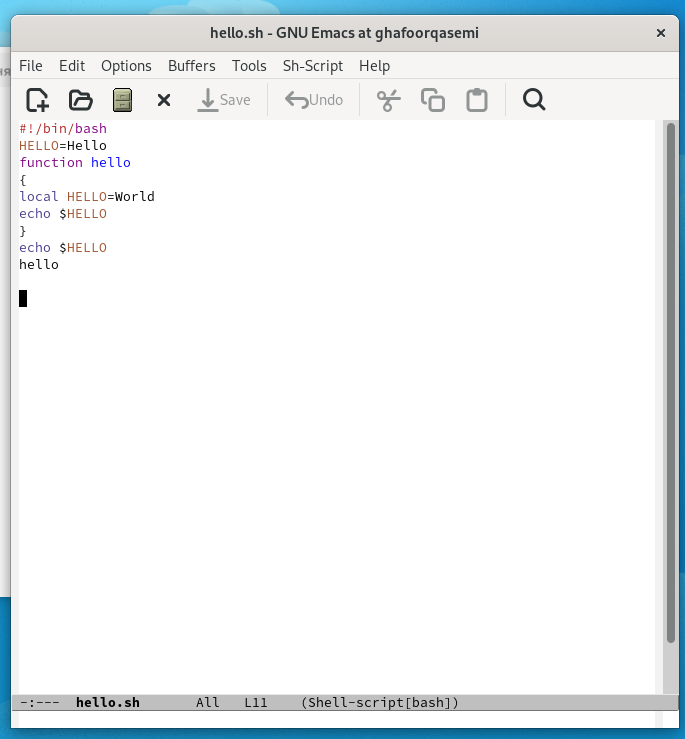 hello.sh - GNU Emacs at ghafoorqasemi
File Edit Options Buffers Tools Sh-Script Help
Save Undo
#!/bin/bash
HELLO=Hello
function hello
{
local HELLO=World
echo $HELLO
}
echo $HELLO
hello
-:--- hello.sh All L11 (Shell-script[bash])